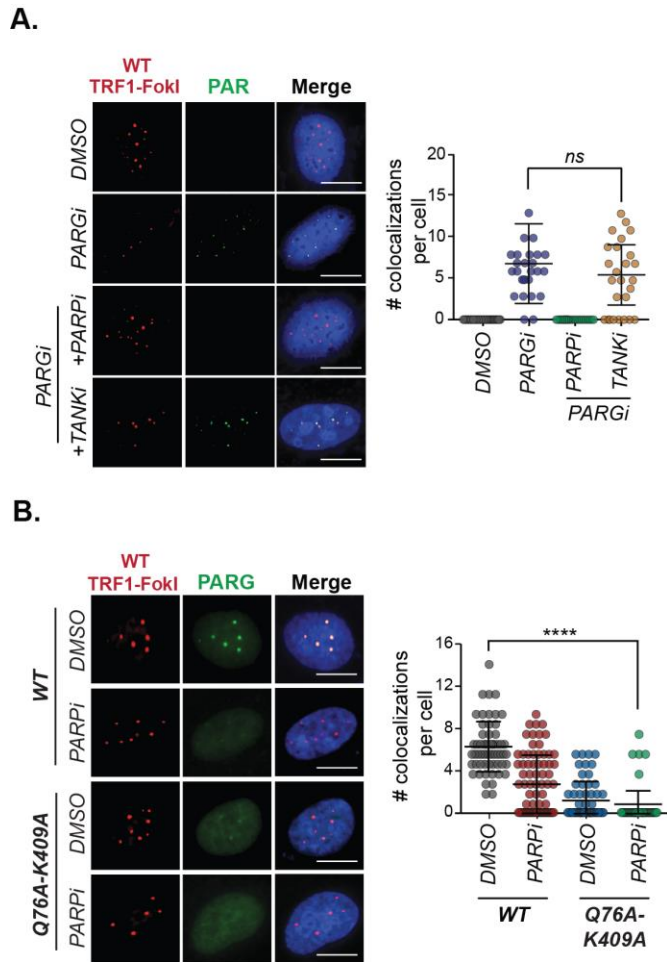 A.
WT
TRF1-FokI PAR Merge
DMSO
PARGi
+PARPi
+TANKi
PARGi
# colocalizations
per cell
20
15
10
5
0
ns
DMSO PARGi PARPi TANKi
PARGi
B.
WT
TRF1-FokI PARG Merge
WT
DMSO
PARPi
Q76A-K409A
DMSO
PARPi
# colocalizations
per cell
16
12
8
4
0
****
DMSO PARPi DMSO PARPi
WT Q76A-
K409A